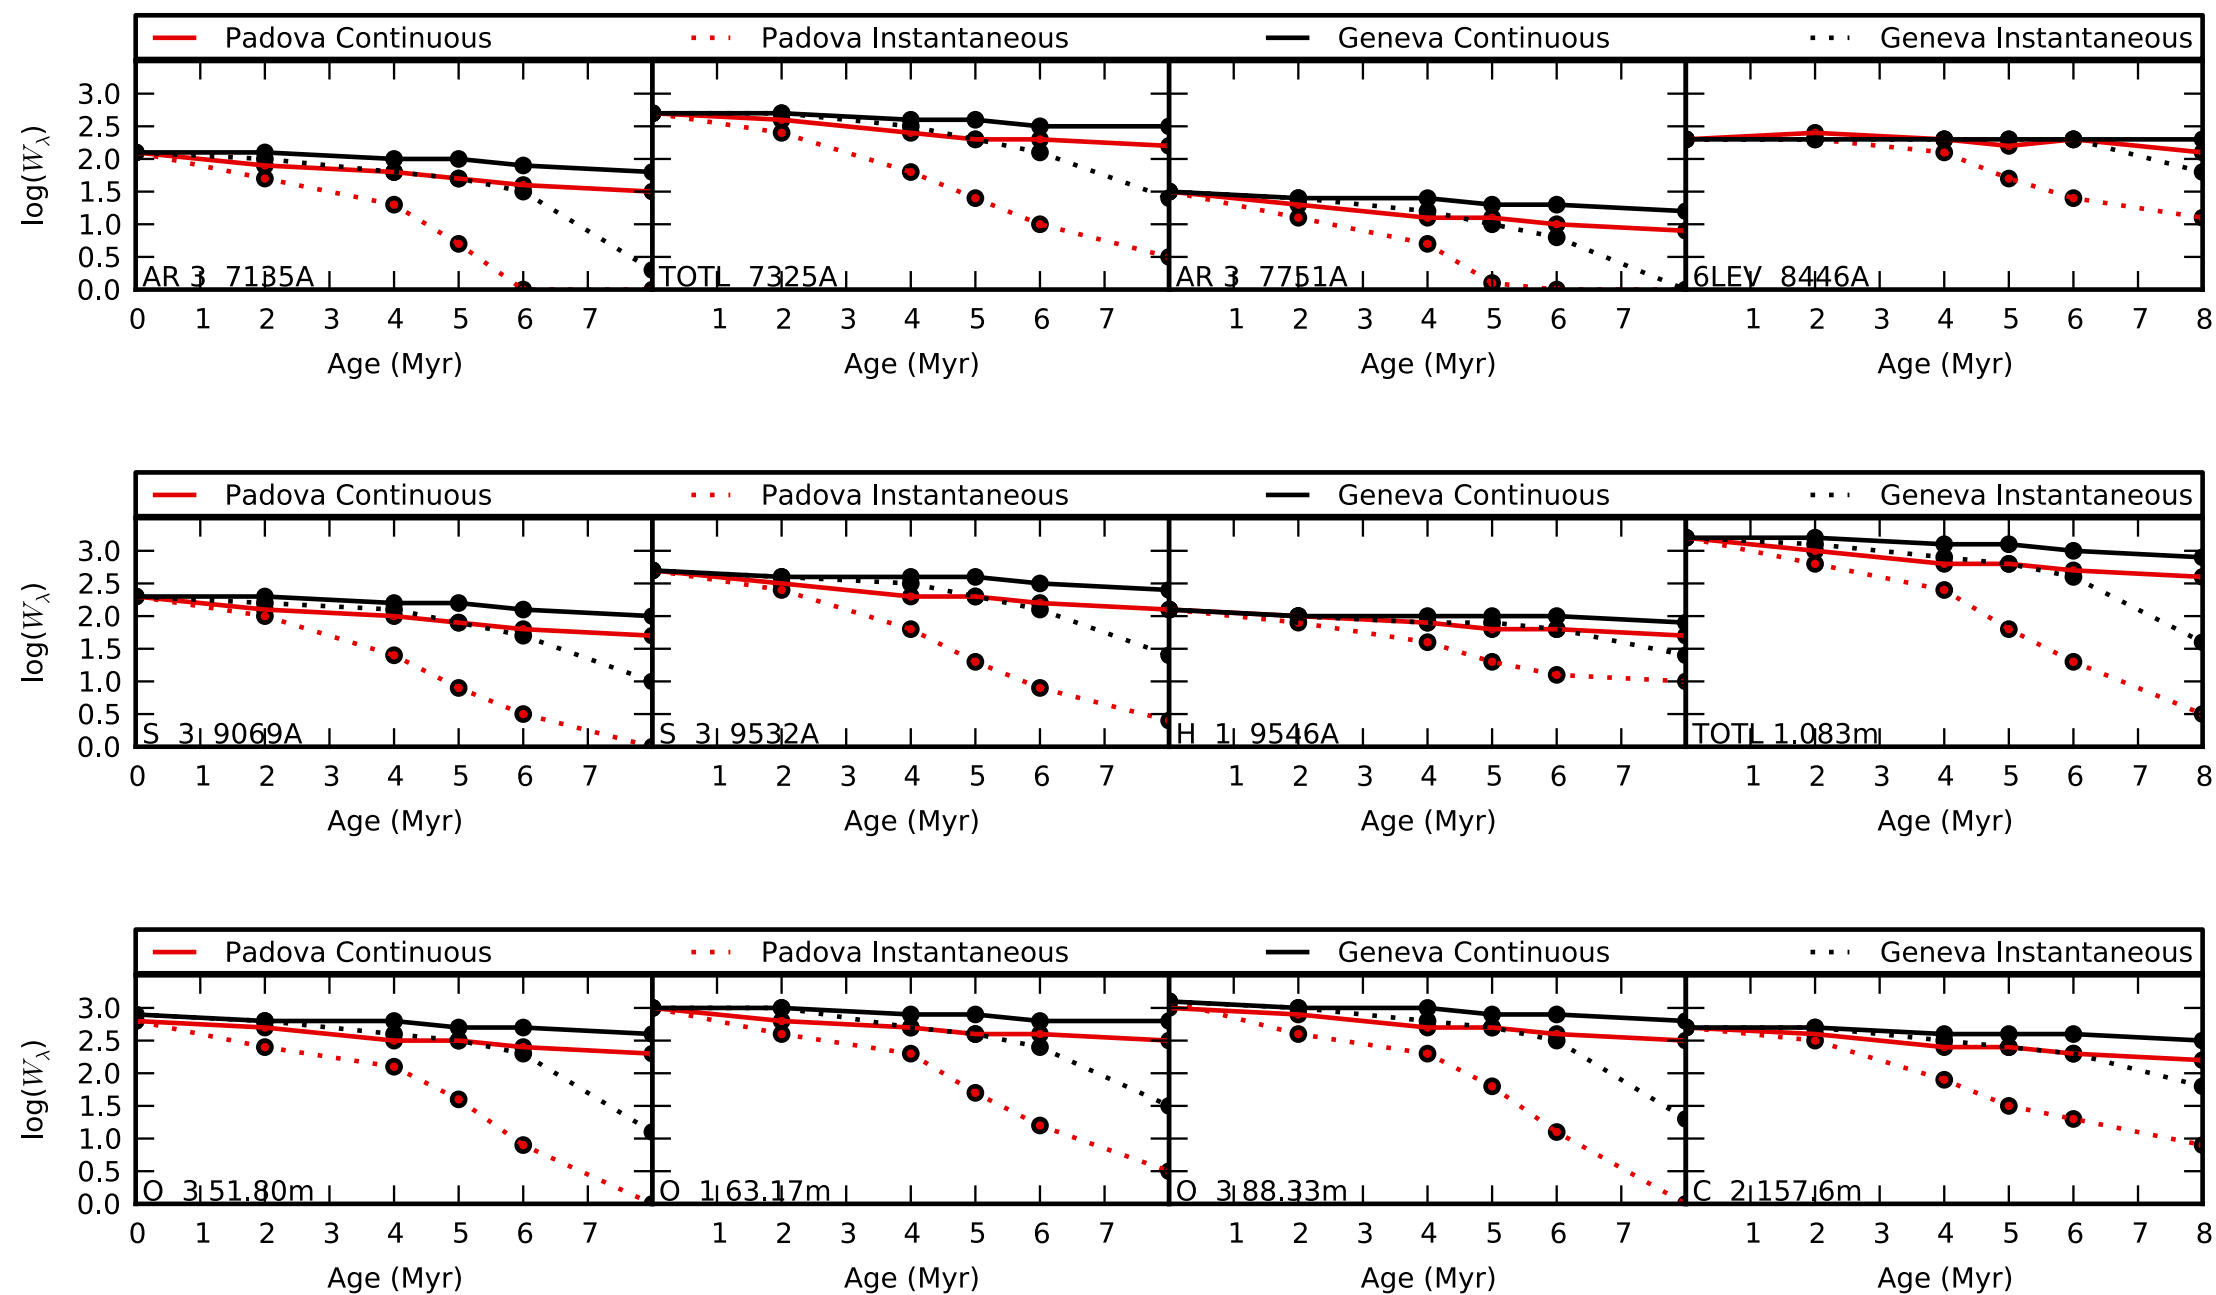 Padova Continuous Padova Instantaneous Geneva Continuous Geneva Instantaneous
log(Wλ)
3.0
2.5
2.0
1.5
1.0
0.5
0.0
AR 3 7135A TOTL 7325A AR 3 7751A 6LEV 8446A
0 1 2 3 4 5 6 7 1 2 3 4 5 6 7 1 2 3 4 5 6 7 1 2 3 4 5 6 7 8
Age (Myr) Age (Myr) Age (Myr) Age (Myr)
Padova Continuous Padova Instantaneous Geneva Continuous Geneva Instantaneous
log(Wλ)
3.0
2.5
2.0
1.5
1.0
0.5
0.0
S 3 9069A S 3 9532A H 1 9546A TOTL 1.083m
0 1 2 3 4 5 6 7 1 2 3 4 5 6 7 1 2 3 4 5 6 7 1 2 3 4 5 6 7 8
Age (Myr) Age (Myr) Age (Myr) Age (Myr)
Padova Continuous Padova Instantaneous Geneva Continuous Geneva Instantaneous
log(Wλ)
3.0
2.5
2.0
1.5
1.0
0.5
0.0
O 3 51.80m O 1 63.17m O 3 88.33m C 2 157.6m
0 1 2 3 4 5 6 7 1 2 3 4 5 6 7 1 2 3 4 5 6 7 1 2 3 4 5 6 7 8
Age (Myr) Age (Myr) Age (Myr) Age (Myr)